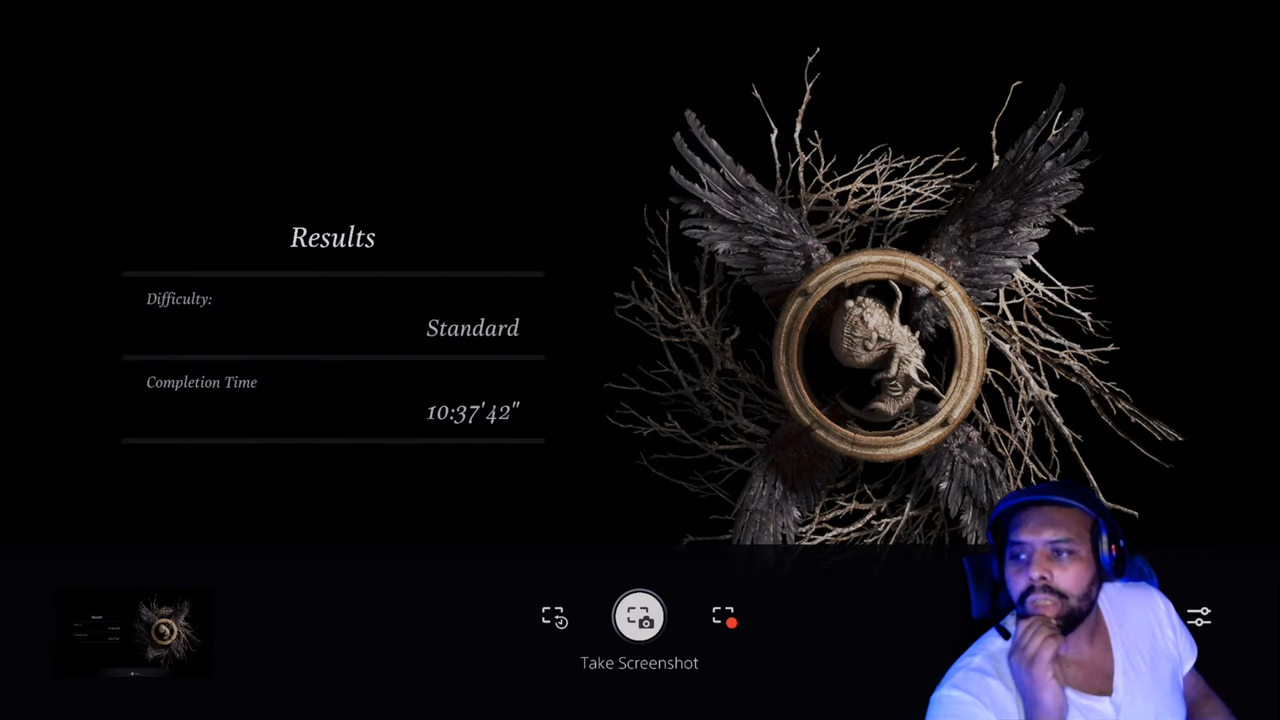 Results
Difficulty:
Standard
Completion Time
10:37'42"
Take Screenshot